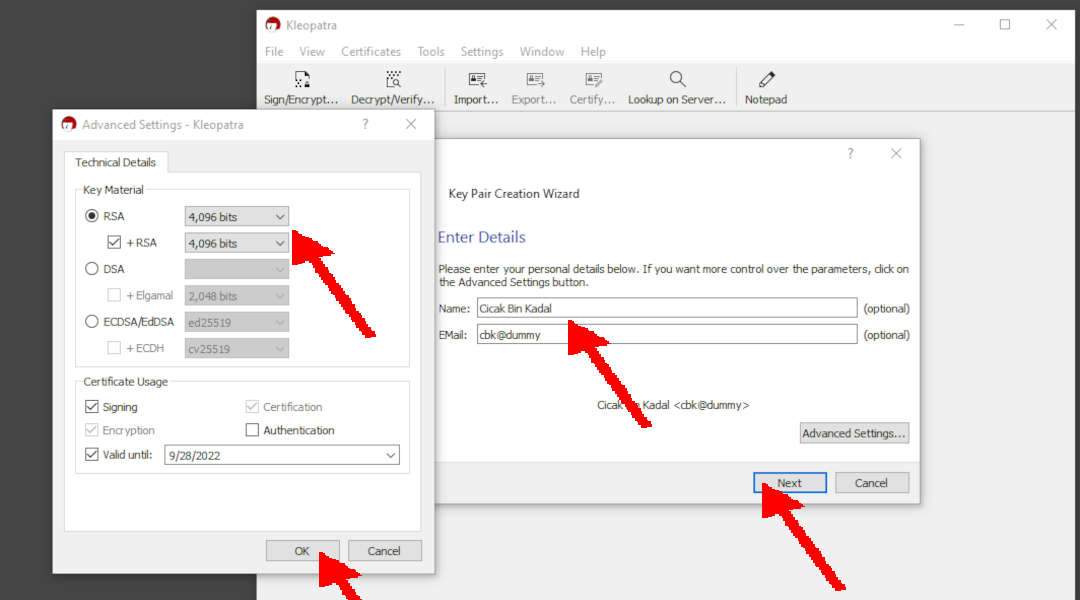 Kleopatra
File View Certificates Tools Settings Window Help
Sign/Encrypt... Decrypt/Verify... Import... Export... Certify... Lookup on Server... Notepad
Advanced Settings - Kleopatra ?
Technical Details
Key Material
RSA 4,096 bits
+ RSA 4,096 bits
DSA
+ Elgamal 2,048 bits
ECDSA/EdDSA ed25519
+ ECDH cv25519
Certificate Usage
Signing Certification
Encryption Authentication
Valid until: 9/28/2022
OK Cancel
?
Key Pair Creation Wizard
Enter Details
Please enter your personal details below. If you want more control over the parameters, click on
the Advanced Settings button.
Name: Cicak Bin Kadal (optional)
EMail: cbk@dummy (optional)
Cicak Bin Kadal <cbk@dummy>
Advanced Settings...
Next Cancel